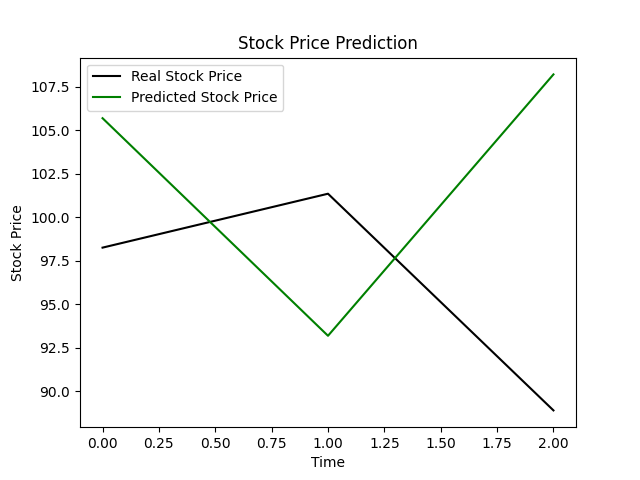 Stock Price Prediction
Real Stock Price
Predicted Stock Price
Stock Price
107.5
105.0
102.5
100.0
97.5
95.0
92.5
90.0
0.00 0.25 0.50 0.75 1.00 1.25 1.50 1.75 2.00
Time